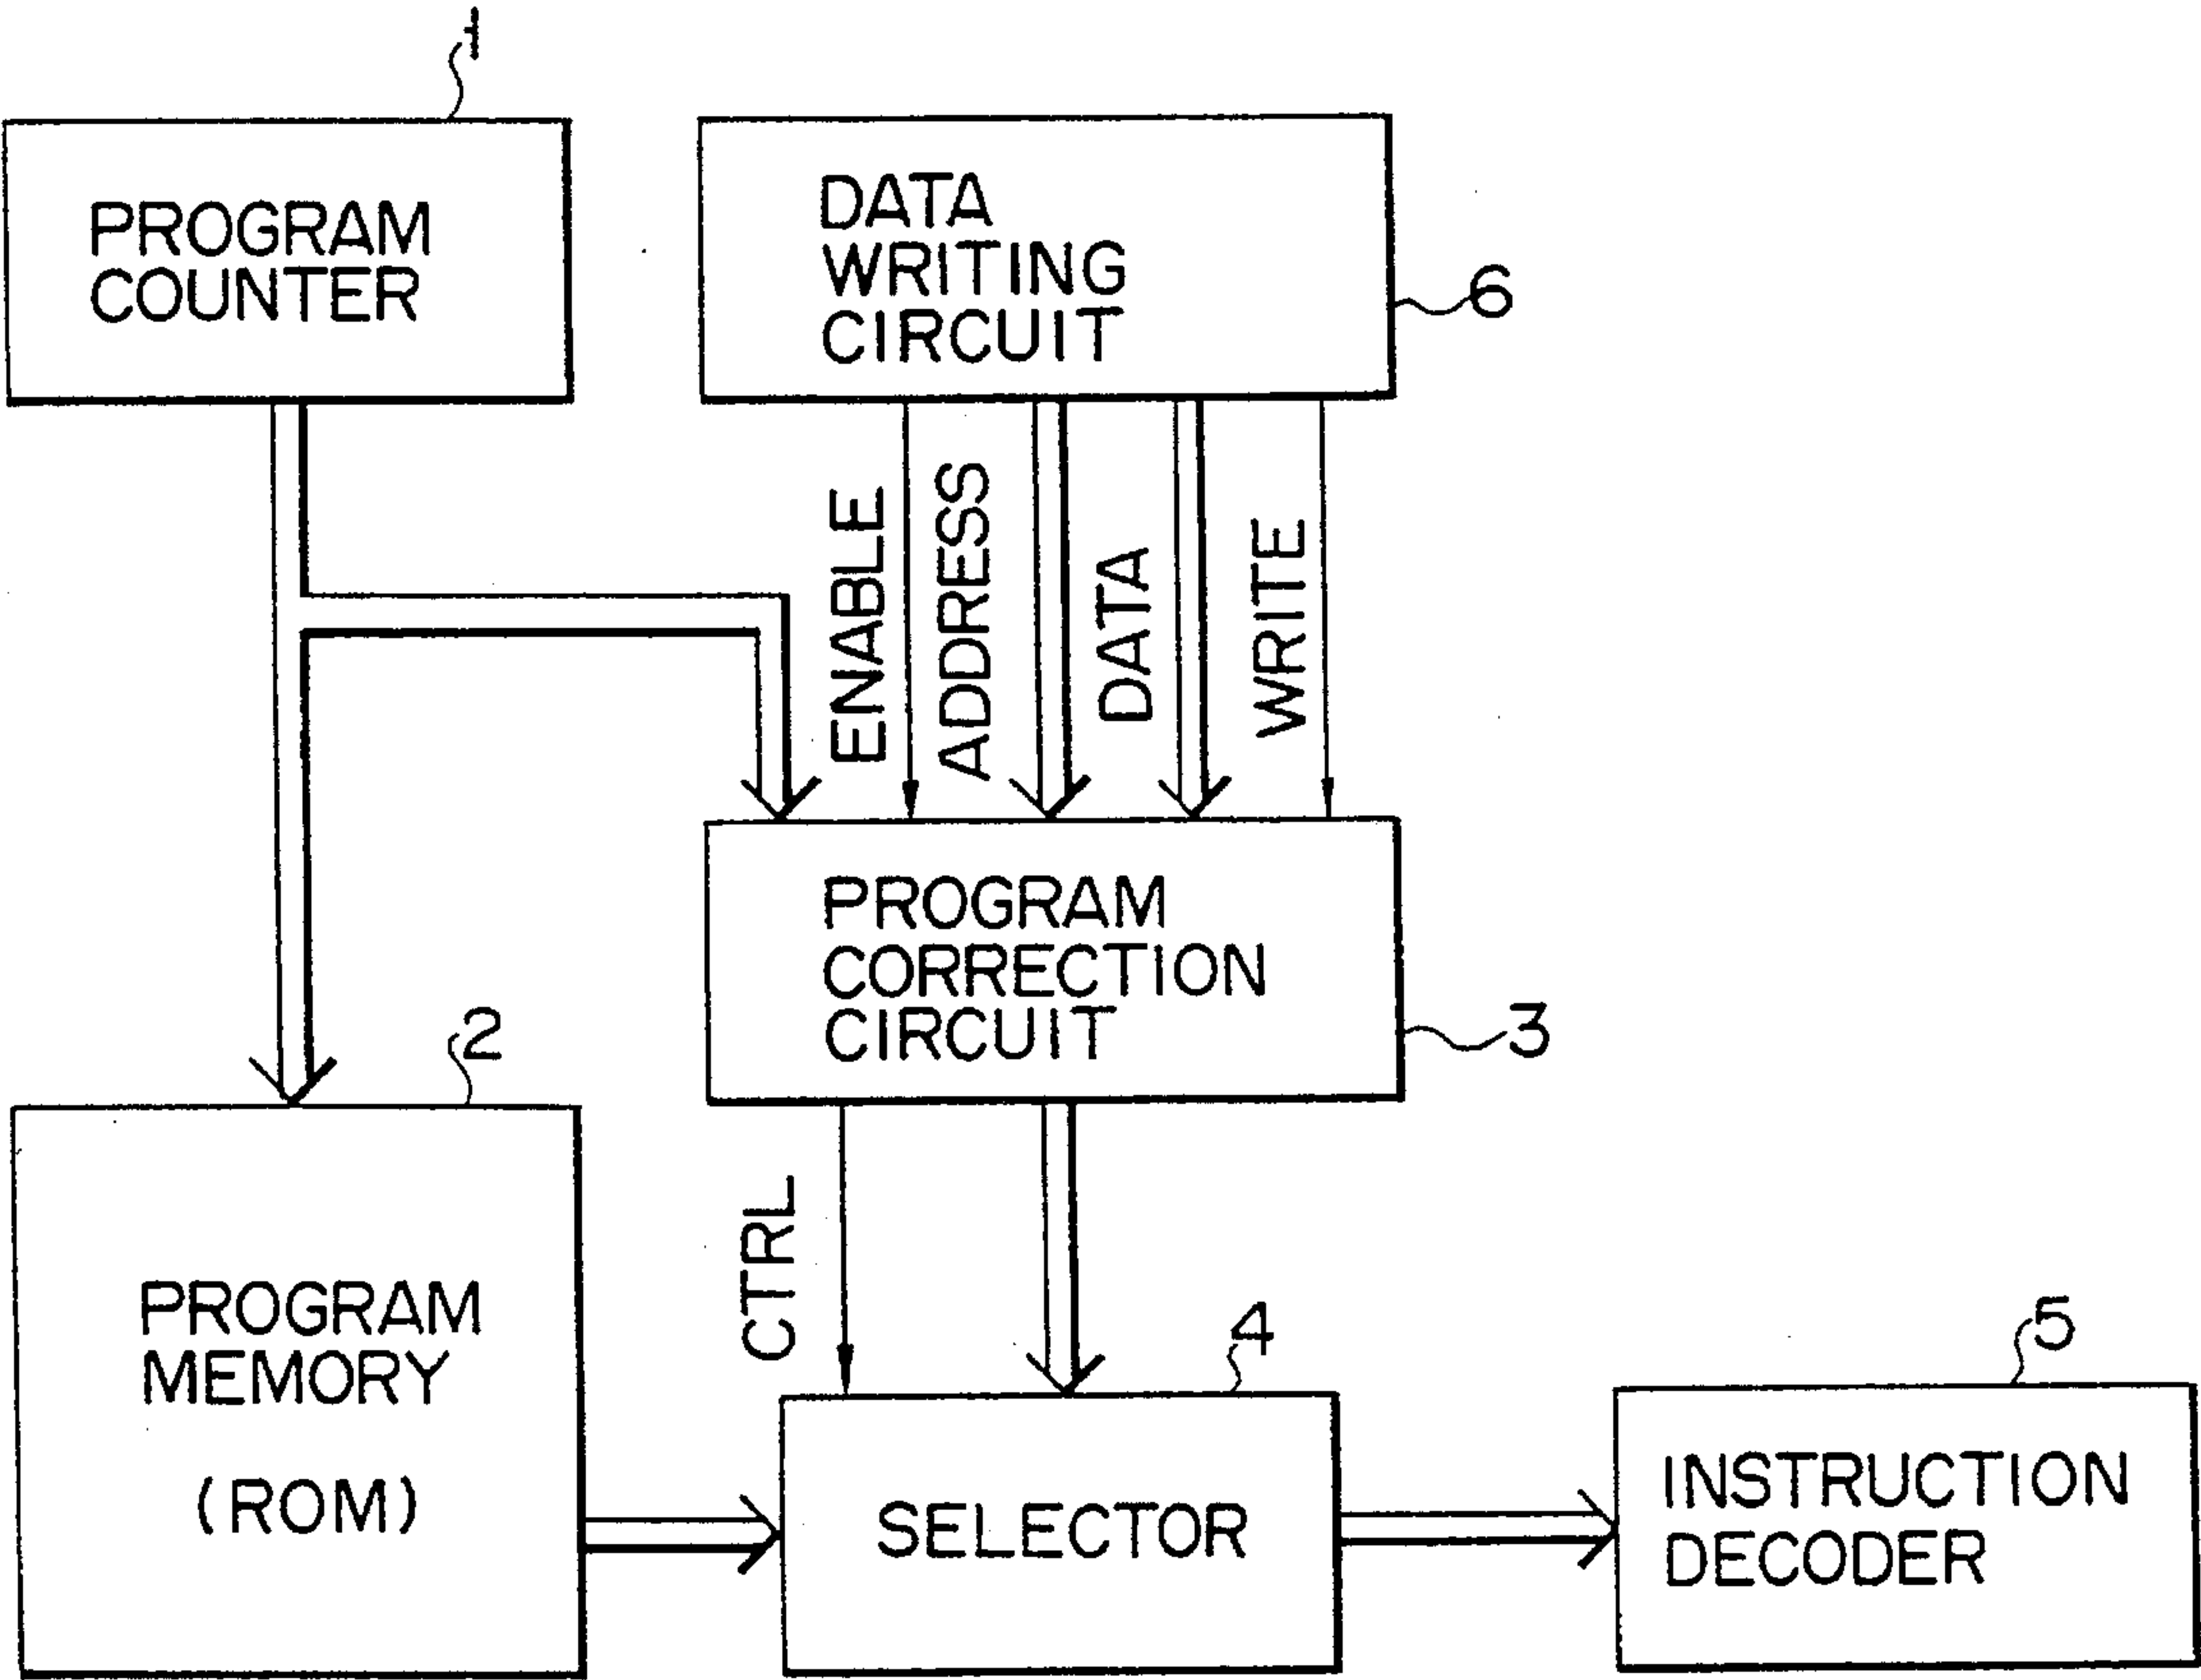 1
PROGRAM
COUNTER
DATA
WRITING
CIRCUIT
6
ENABLE
ADDRESS
DATA
WRITE
PROGRAM
CORRECTION
CIRCUIT
3
2
PROGRAM
MEMORY
(ROM)
CTRL
4
SELECTOR
5
INSTRUCTION
DECODER